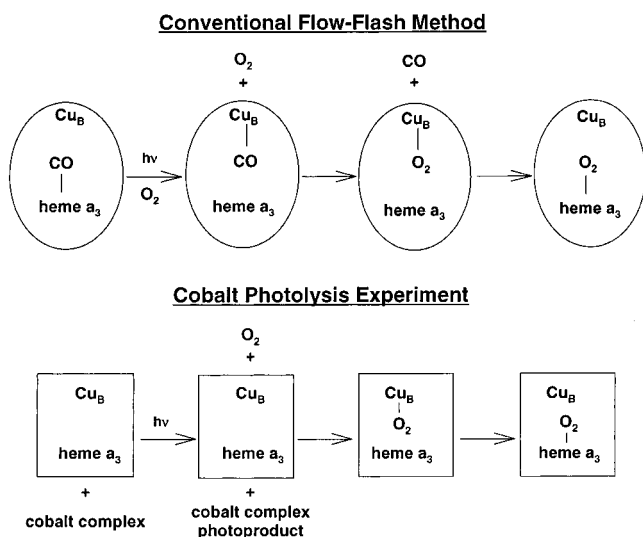 Conventional Flow-Flash Method
O₂
+
CO
+
CuB
CO
heme a₃
hν
O₂
CuB
CO
heme a₃
CuB
O₂
heme a₃
CuB
O₂
heme a₃
Cobalt Photolysis Experiment
O₂
+
CuB
heme a₃
+
cobalt complex
hν
CuB
heme a₃
+
cobalt complex
photoproduct
CuB
O₂
heme a₃
CuB
O₂
heme a₃